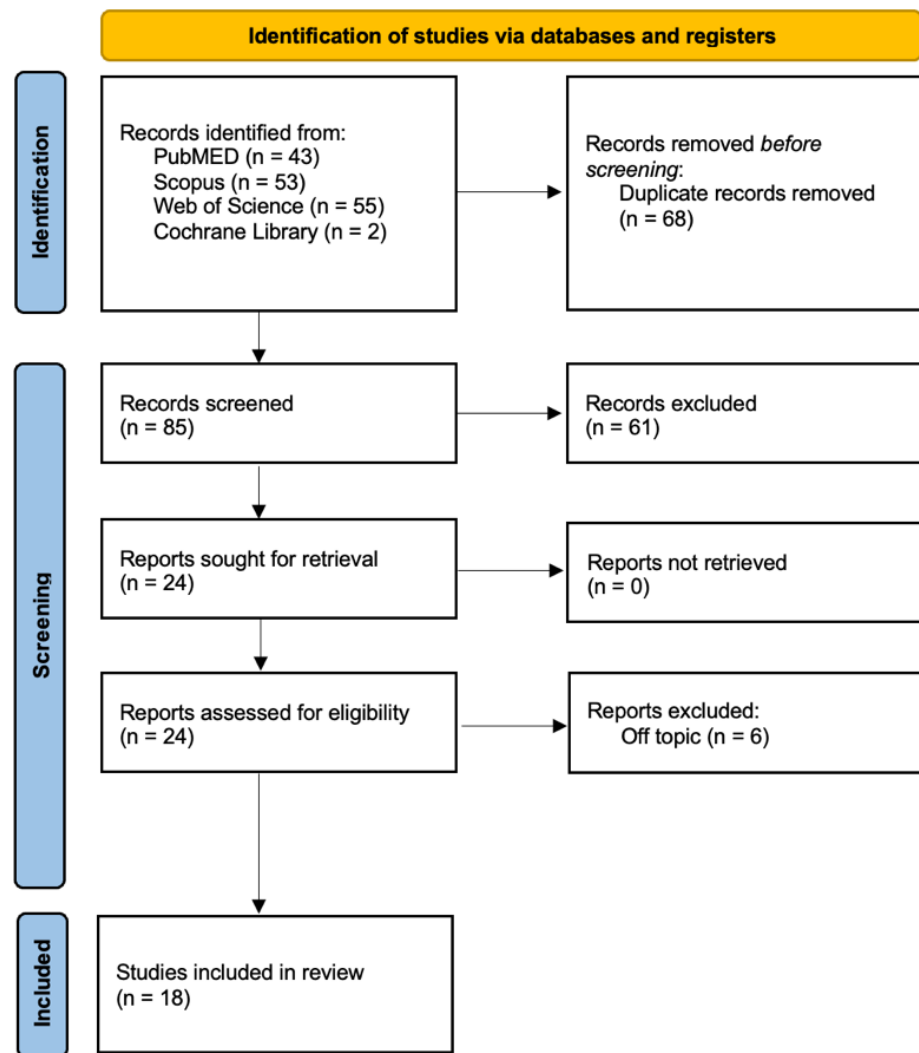 Identification of studies via databases and registers
Identification
Records identified from:
PubMED (n = 43)
Scopus (n = 53)
Web of Science (n = 55)
Cochrane Library (n = 2)
Records removed before
screening:
Duplicate records removed
(n = 68)
Screening
Records screened
(n = 85)
Records excluded
(n = 61)
Reports sought for retrieval
(n = 24)
Reports not retrieved
(n = 0)
Reports assessed for eligibility
(n = 24)
Reports excluded:
Off topic (n = 6)
Included
Studies included in review
(n = 18)